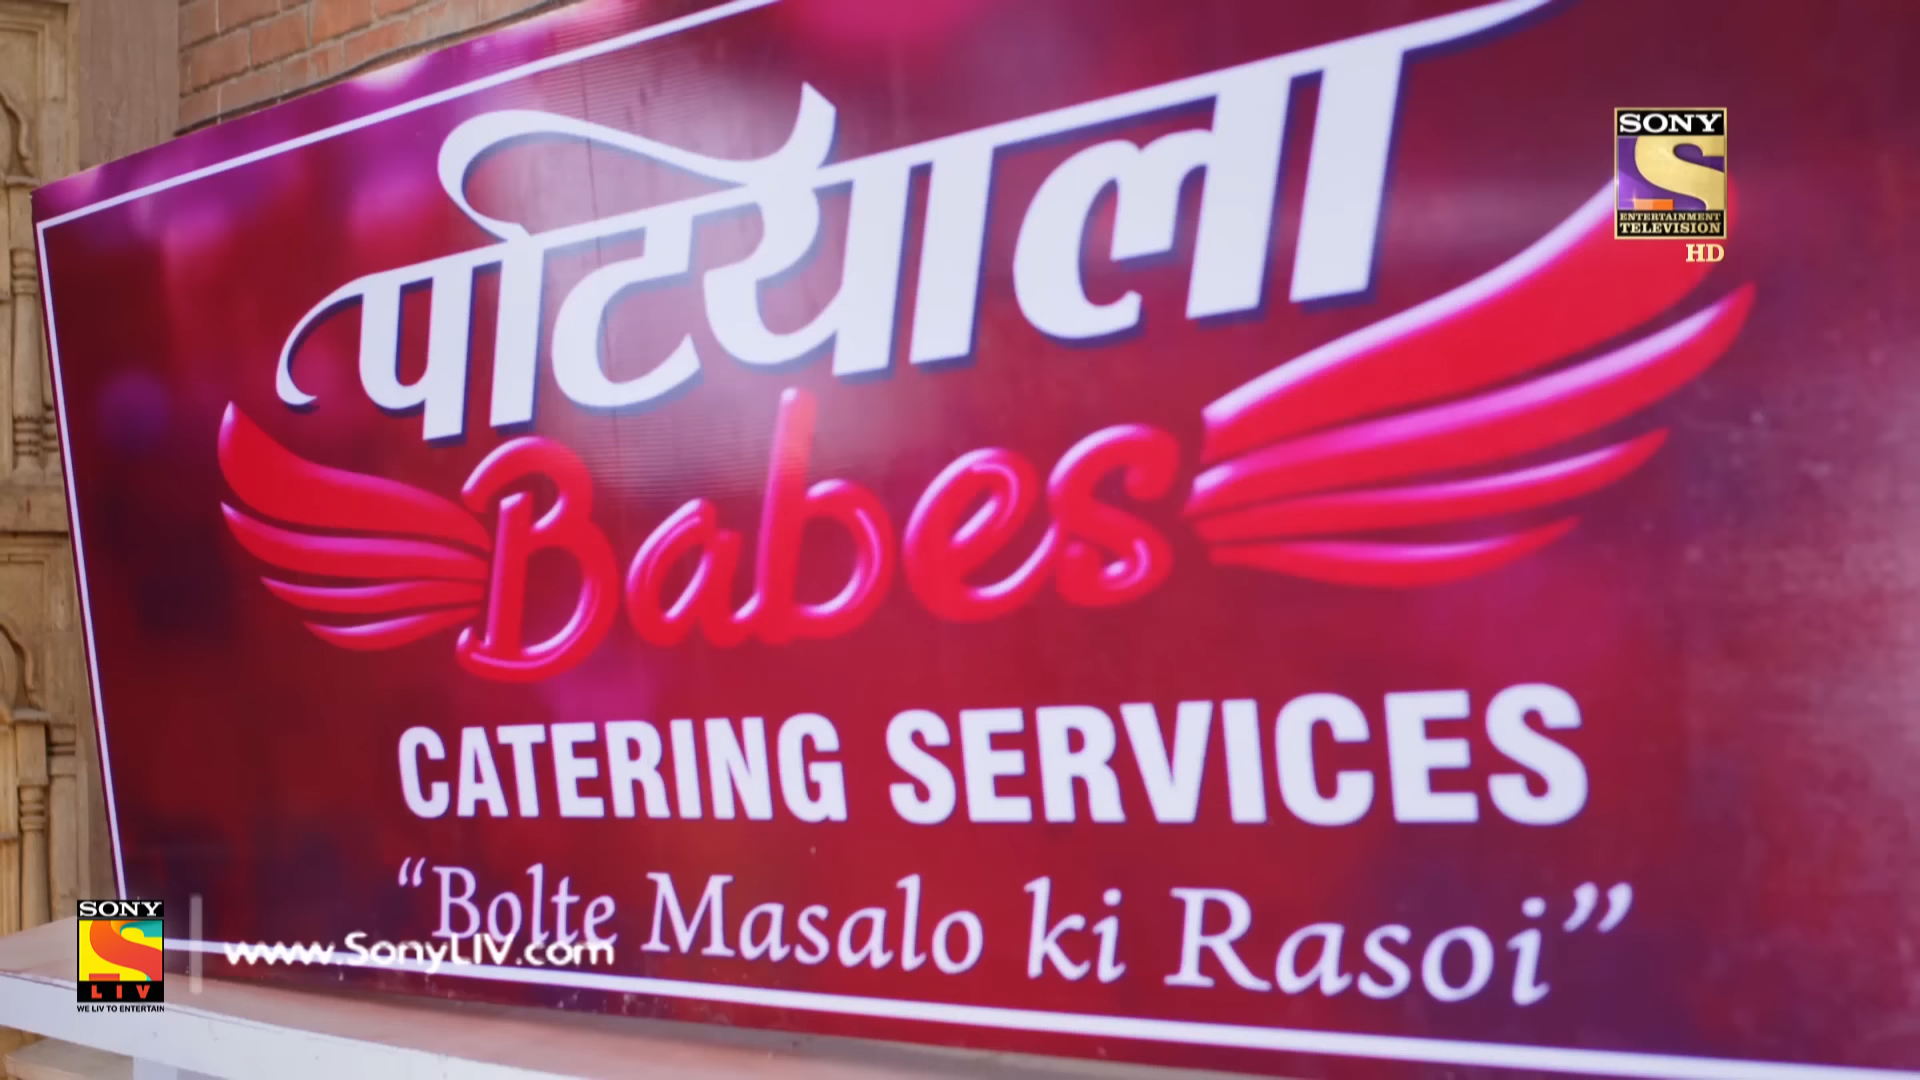 पटियाला
Babes
CATERING SERVICES
“Bolte Masalo ki Rasoi”
SONY
ENTERTAINMENT
TELEVISION
HD
SONY
LIV
WE LIV TO ENTERTAIN
www.SonyLIV.com